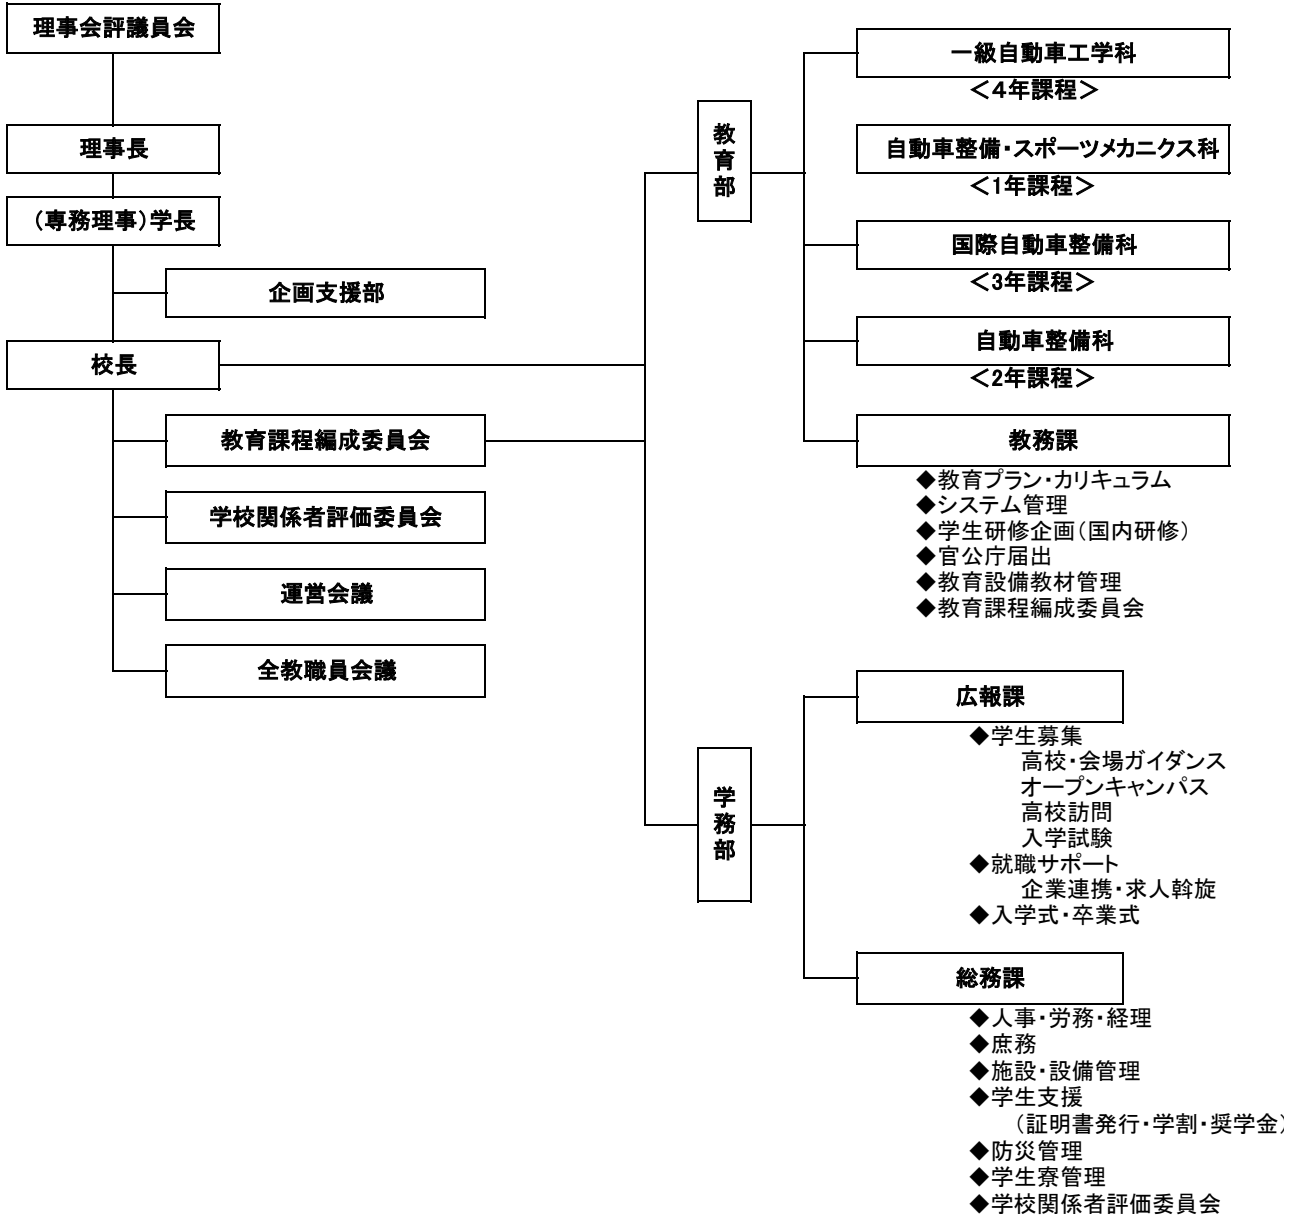 理事会評議員会
理事長
（専務理事）学長
企画支援部
校長
教育課程編成委員会
学校関係者評価委員会
運営会議
全教職員会議
教育部
一級自動車工学科
＜4年課程＞
自動車整備・スポーツメカニクス科
＜1年課程＞
国際自動車整備科
＜3年課程＞
自動車整備科
＜2年課程＞
教務課
◆教育プラン・カリキュラム
◆システム管理
◆学生研修企画（国内研修）
◆官公庁届出
◆教育設備教材管理
◆教育課程編成委員会
学務部
広報課
◆学生募集
高校・会場ガイダンス
オープンキャンパス
高校訪問
入学試験
◆就職サポート
企業連携・求人斡旋
◆入学式・卒業式
総務課
◆人事・労務・経理
◆庶務
◆施設・設備管理
◆学生支援
（証明書発行・学割・奨学金）
◆防災管理
◆学生寮管理
◆学校関係者評価委員会